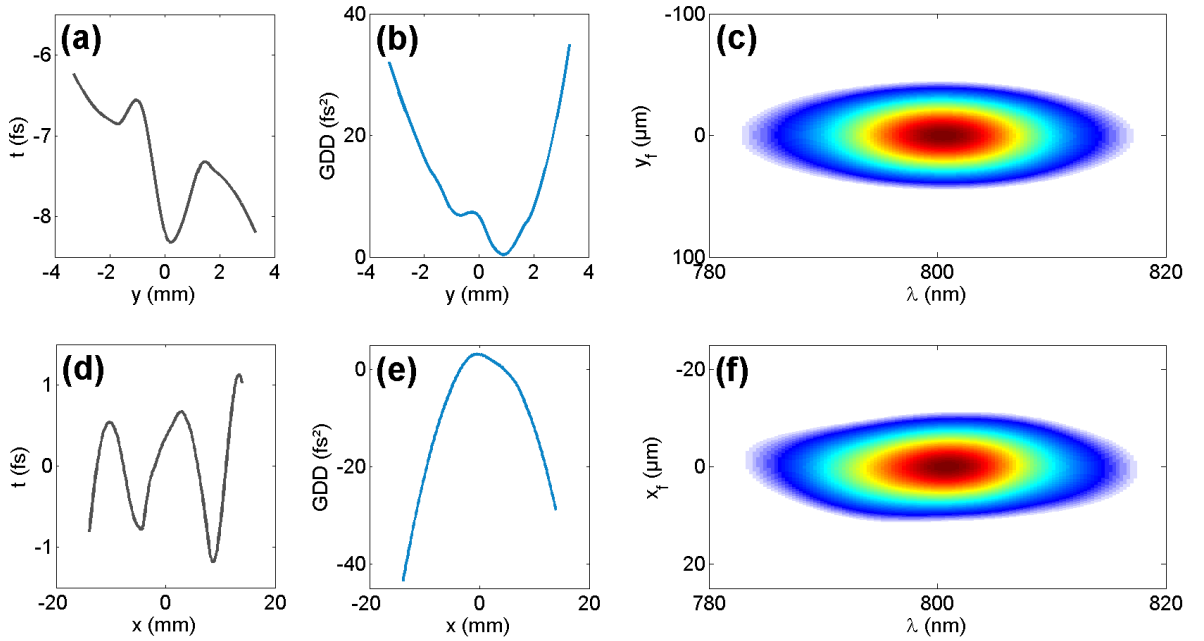 (a)
t (fs)
-6
-7
-8
-4 -2 0 2 4
y (mm)
(b)
GDD (fs²)
40
20
0
-4 -2 0 2 4
y (mm)
(c)
y_f (µm)
-100
0
100
780 800 820
λ (nm)
(d)
t (fs)
1
0
-1
-20 0 20
x (mm)
(e)
GDD (fs²)
0
-20
-40
-20 0 20
x (mm)
(f)
x_f (µm)
-20
0
20
780 800 820
λ (nm)